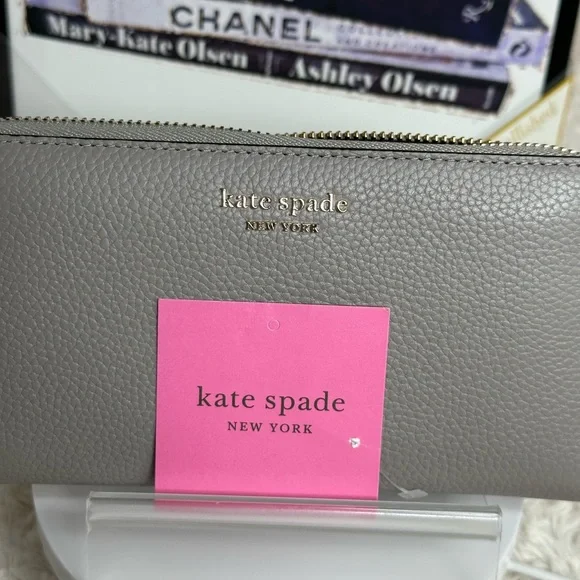 CHANEL
Mary-Kate Olsen | Ashley Olsen
kate spade
NEW YORK
kate spade
NEW YORK